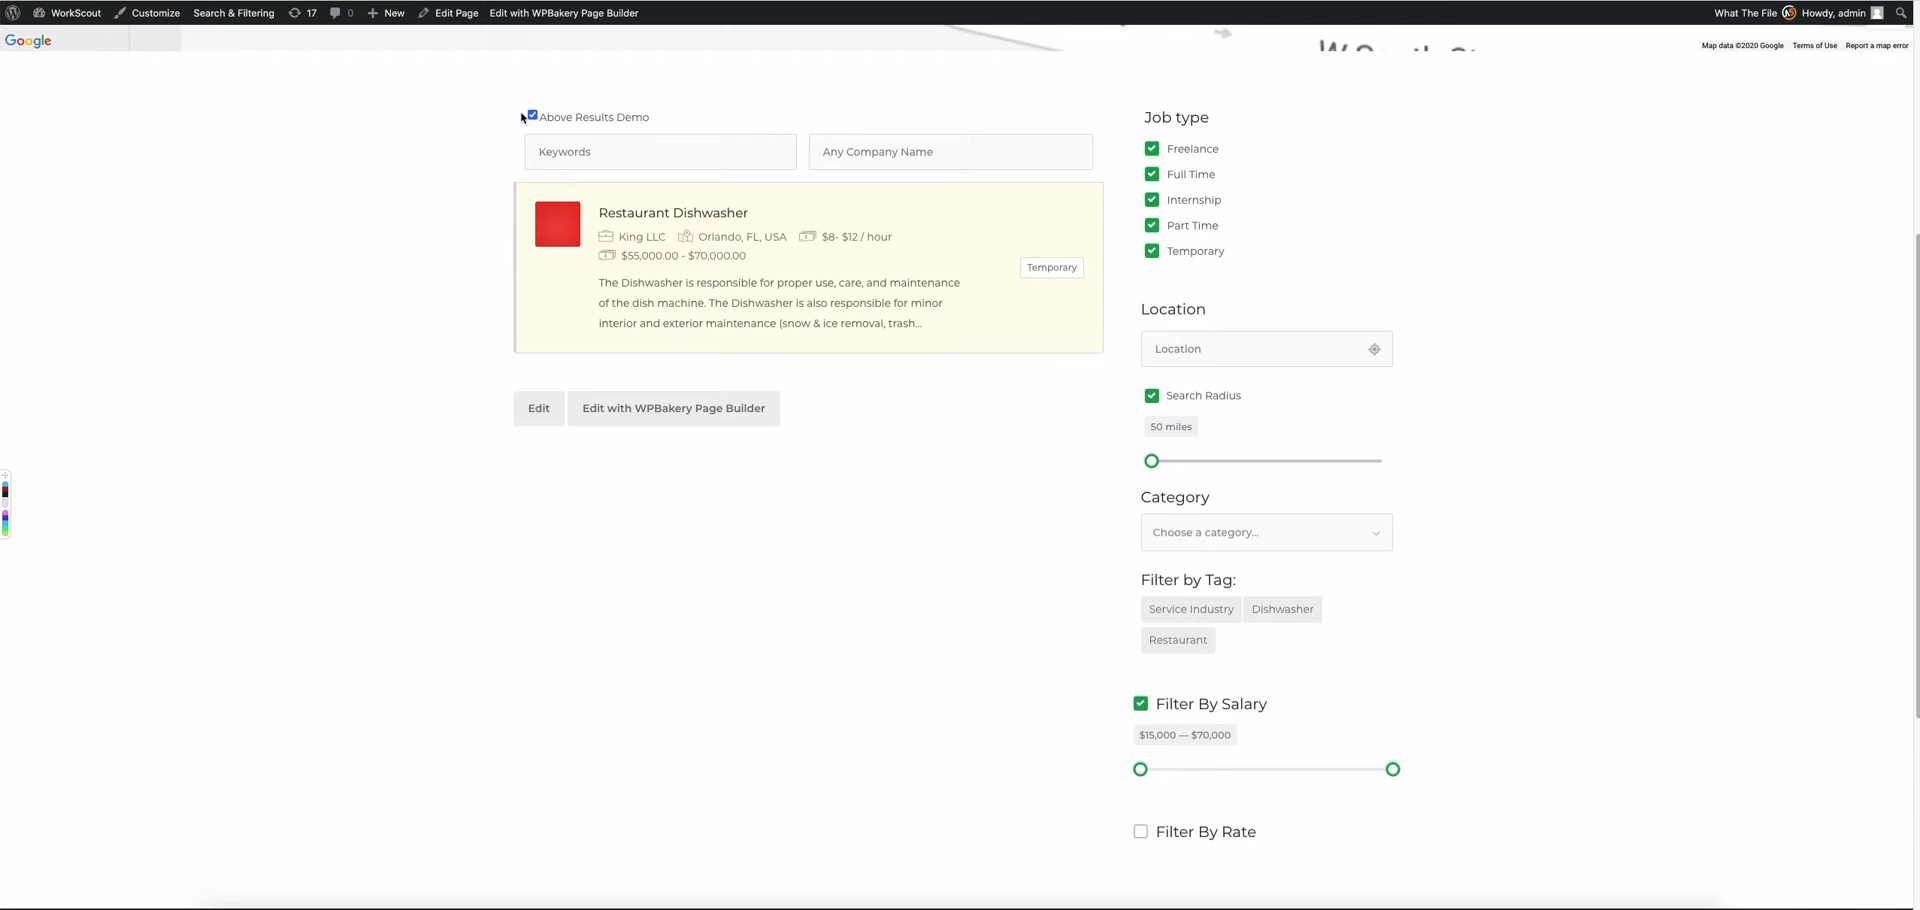 WorkScout Customize Search & Filtering 17 0 New Edit Page Edit with WPBakery Page Builder What The File Howdy, admin
Google Map data ©2020 Google Terms of Use Report a map error
Above Results Demo
Keywords Any Company Name
Restaurant Dishwasher
King LLC Orlando, FL, USA $8- $12 / hour
$55,000.00 - $70,000.00
Temporary
The Dishwasher is responsible for proper use, care, and maintenance
of the dish machine. The Dishwasher is also responsible for minor
interior and exterior maintenance (snow & ice removal, trash...
Edit Edit with WPBakery Page Builder
Job type
Freelance
Full Time
Internship
Part Time
Temporary
Location
Location
Search Radius
50 miles
Category
Choose a category...
Filter by Tag:
Service Industry Dishwasher
Restaurant
Filter By Salary
$15,000 — $70,000
Filter By Rate